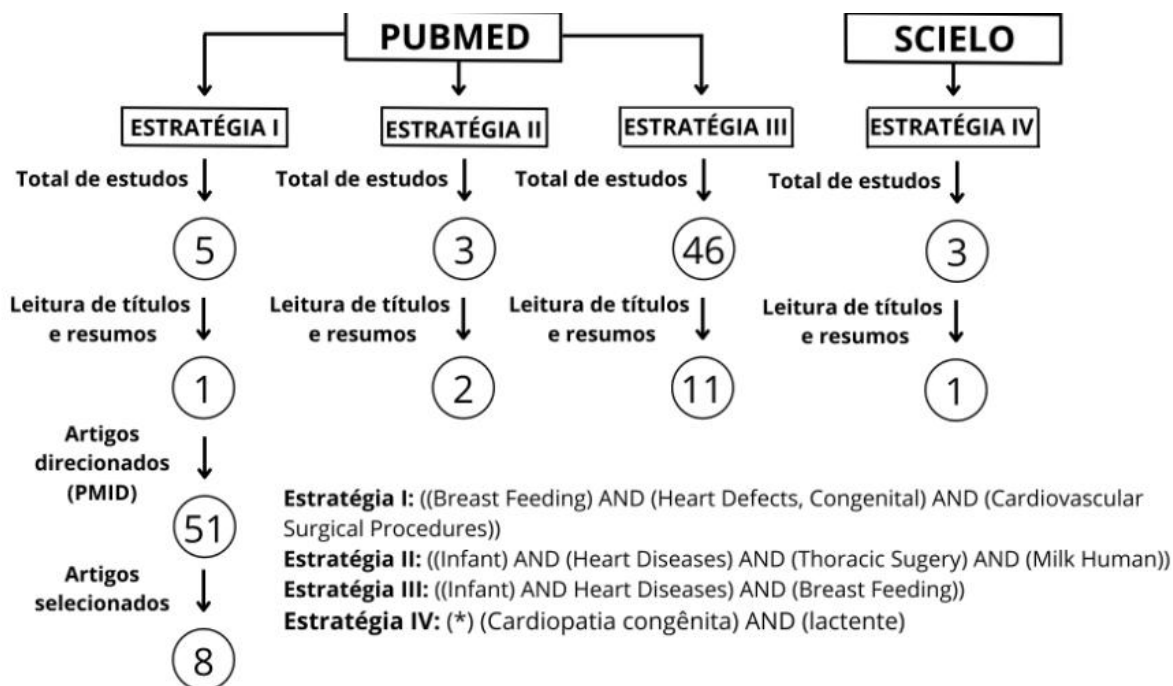 PUBMED
SCIELO
ESTRATÉGIA I
ESTRATÉGIA II
ESTRATÉGIA III
ESTRATÉGIA IV
Total de estudos
Total de estudos
Total de estudos
Total de estudos
5
3
46
3
Leitura de títulos
e resumos
Leitura de títulos
e resumos
Leitura de títulos
e resumos
Leitura de títulos
e resumos
1
2
11
1
Artigos
direcionados
(PMID)
51
Artigos
selecionados
8
Estratégia I: ((Breast Feeding) AND (Heart Defects, Congenital) AND (Cardiovascular
Surgical Procedures))
Estratégia II: ((Infant) AND (Heart Diseases) AND (Thoracic Sugery) AND (Milk Human))
Estratégia III: ((Infant) AND Heart Diseases) AND (Breast Feeding))
Estratégia IV: (*) (Cardiopatia congênita) AND (lactente)